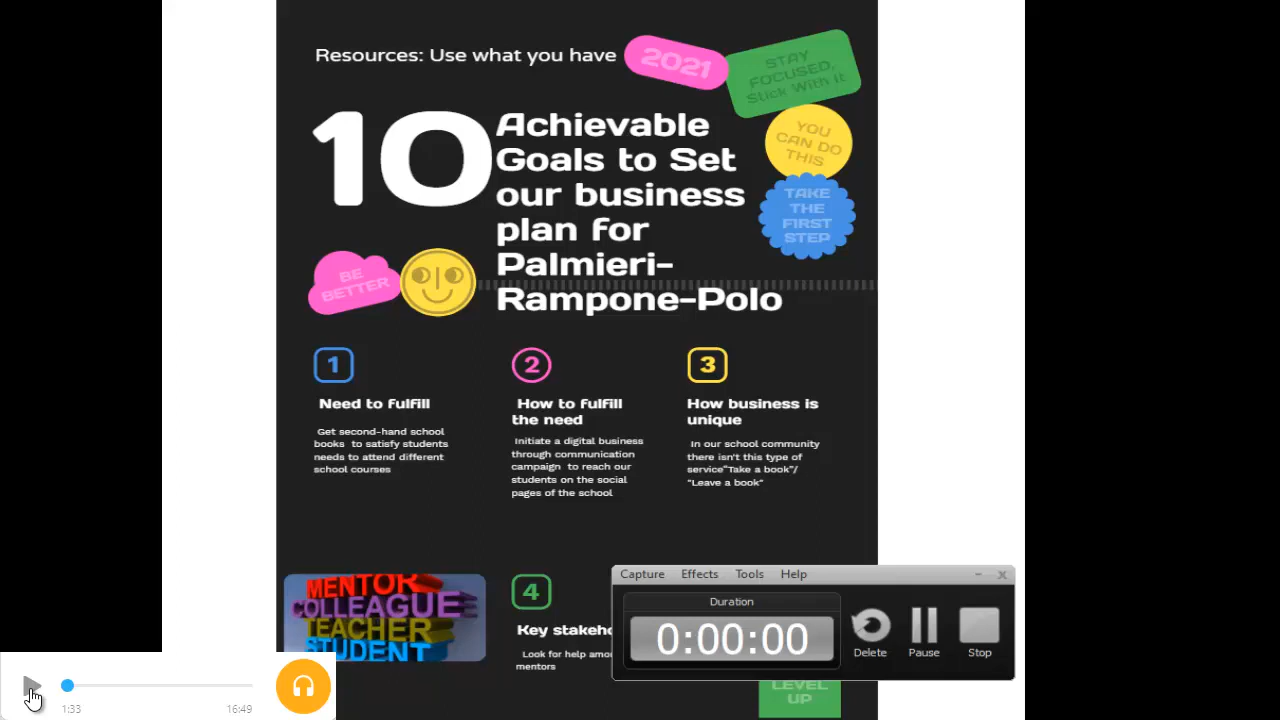 Resources: Use what you have
2021
STAY
FOCUSED,
Stick With It
10
Achievable
Goals to Set
our business
plan for
Palmieri-
Rampone-Polo
YOU
CAN DO
THIS
TAKE
THE
FIRST
STEP
BE
BETTER
1
Need to fulfill
Get second-hand school
books to satisfy students
needs to attend different
school courses
2
How to fulfill
the need
Initiate a digital business
through communication
campaign to reach our
students on the social
pages of the school
3
How business is
unique
In our school community
there isn't this type of
service"Take a book"/
"Leave a book"
MENTOR
COLLEAGUE
TEACHER
STUDENT
4
Key stakeho
Look for help amo
mentors
Capture Effects Tools Help
Duration
0:00:00
Delete Pause Stop
LEVEL
UP
1:33 16:49